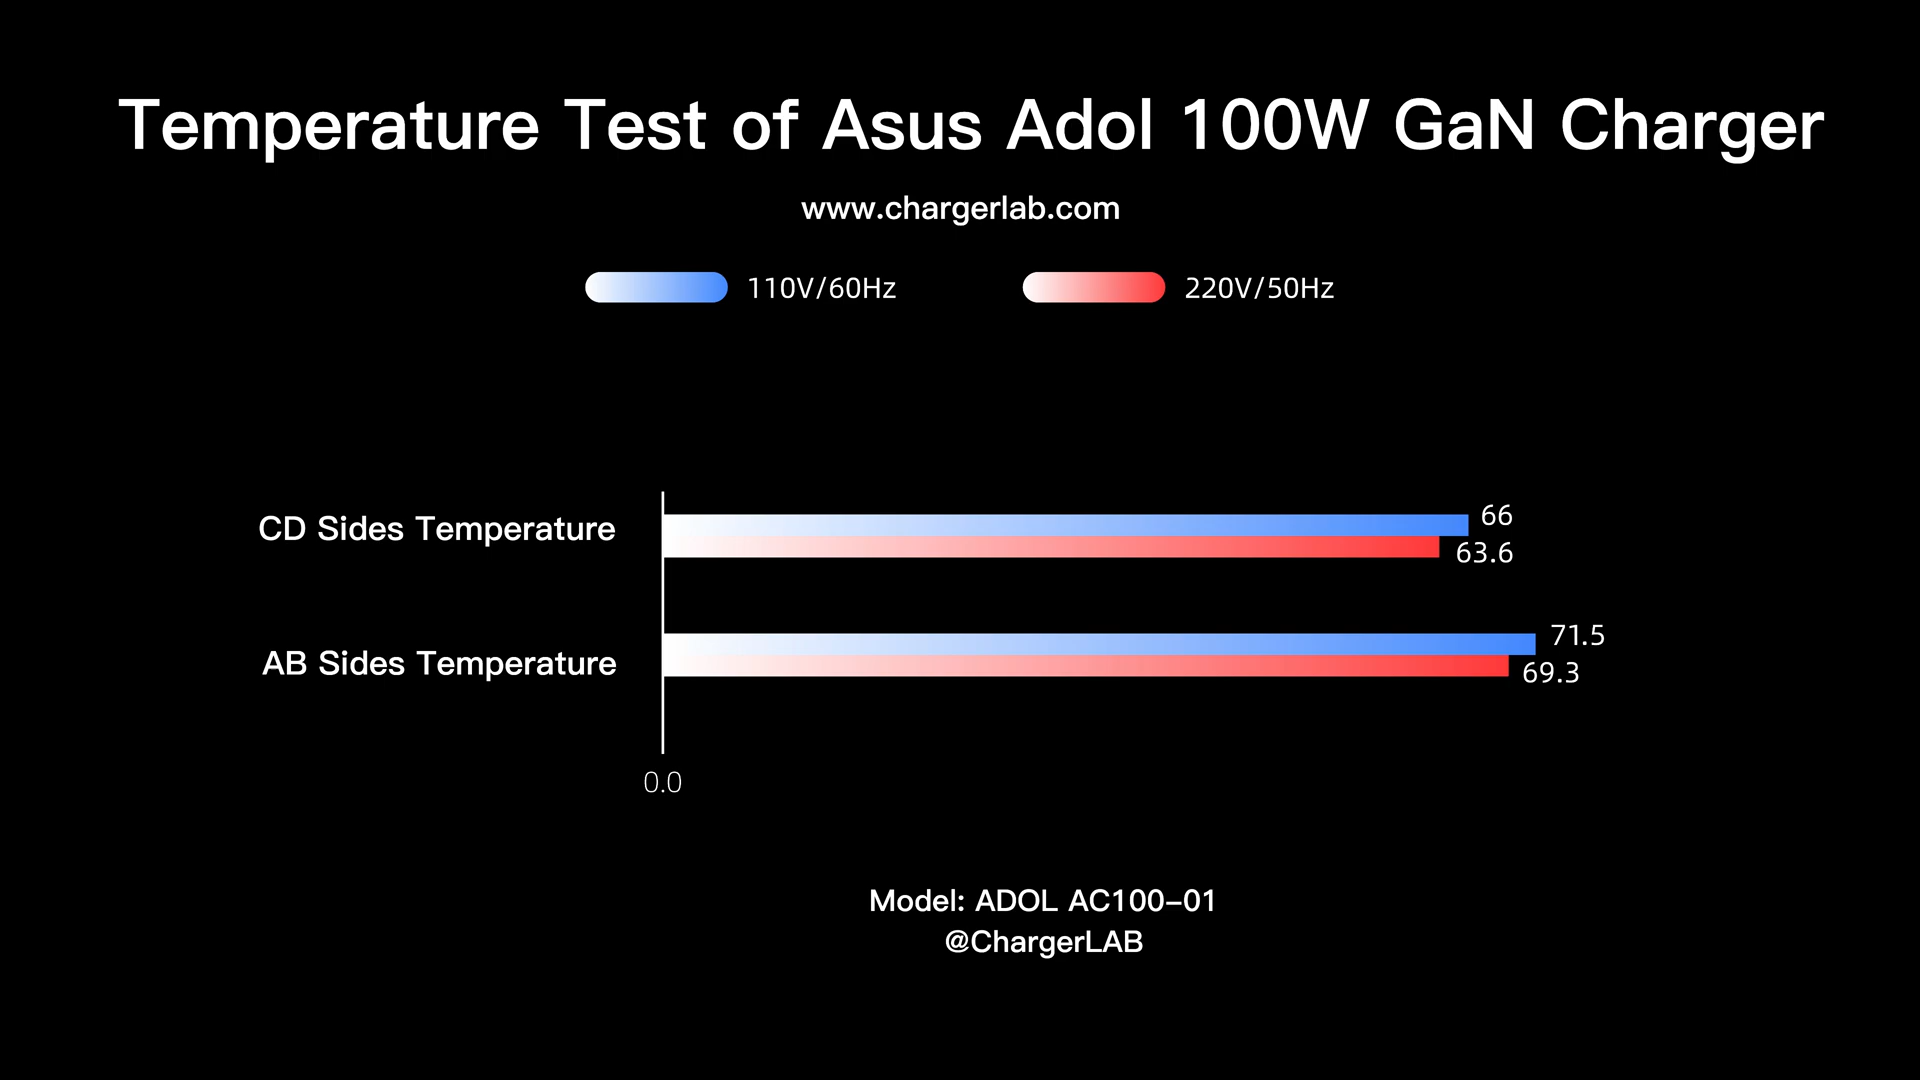 Temperature Test of Asus Adol 100W GaN Charger
www.chargerlab.com
110V/60Hz
220V/50Hz
CD Sides Temperature
66
63.6
AB Sides Temperature
71.5
69.3
0.0
Model: ADOL AC100–01
@ChargerLAB